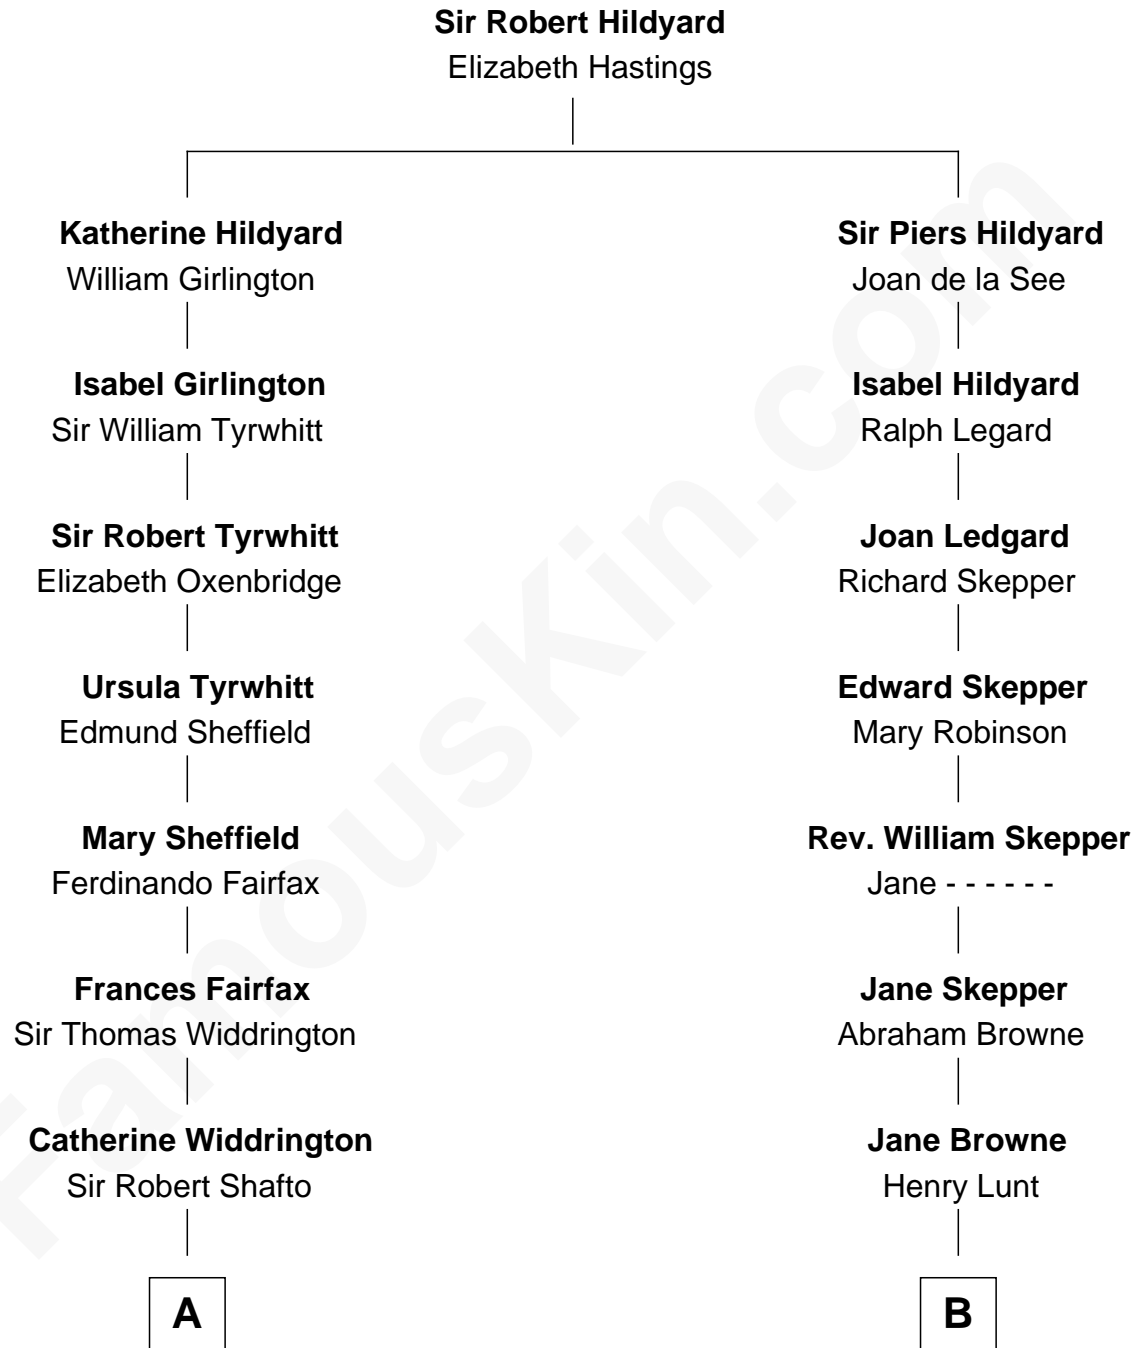 Sir Robert Hildyard
Elizabeth Hastings
Katherine Hildyard
William Girlington
Isabel Girlington
Sir William Tyrwhitt
Sir Robert Tyrwhitt
Elizabeth Oxenbridge
Ursula Tyrwhitt
Edmund Sheffield
Mary Sheffield
Ferdinando Fairfax
Frances Fairfax
Sir Thomas Widdrington
Catherine Widdrington
Sir Robert Shafto
A
Sir Piers Hildyard
Joan de la See
Isabel Hildyard
Ralph Legard
Joan Ledgard
Richard Skepper
Edward Skepper
Mary Robinson
Rev. William Skepper
Jane - - - - - -
Jane Skepper
Abraham Browne
Jane Browne
Henry Lunt
B
FamousKin.com